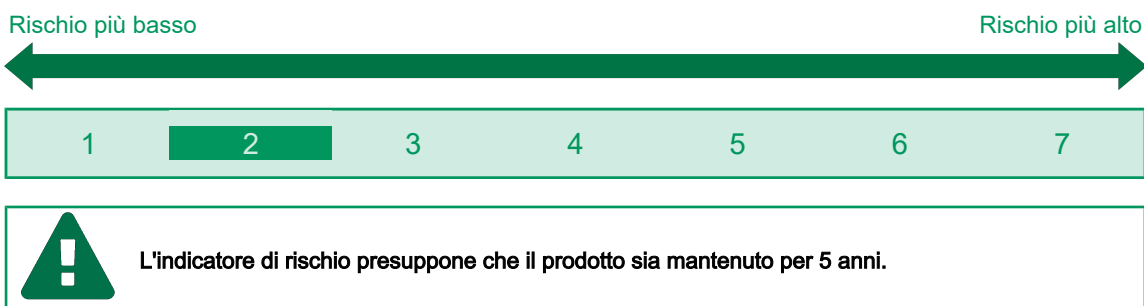 Rischio più basso Rischio più alto
1 2 3 4 5 6 7
L'indicatore di rischio presuppone che il prodotto sia mantenuto per 5 anni.